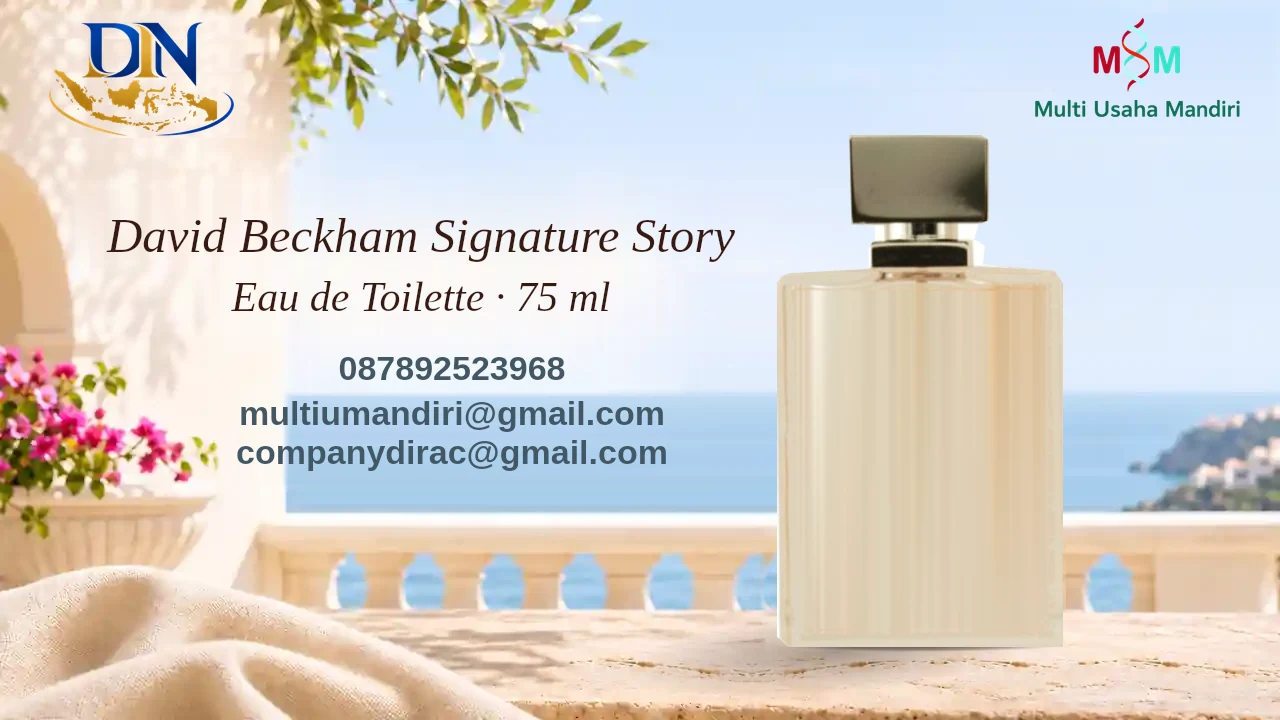 DN
M M
Multi Usaha Mandiri
David Beckham Signature Story
Eau de Toilette · 75 ml
087892523968
multiumandiri@gmail.com
companydirac@gmail.com